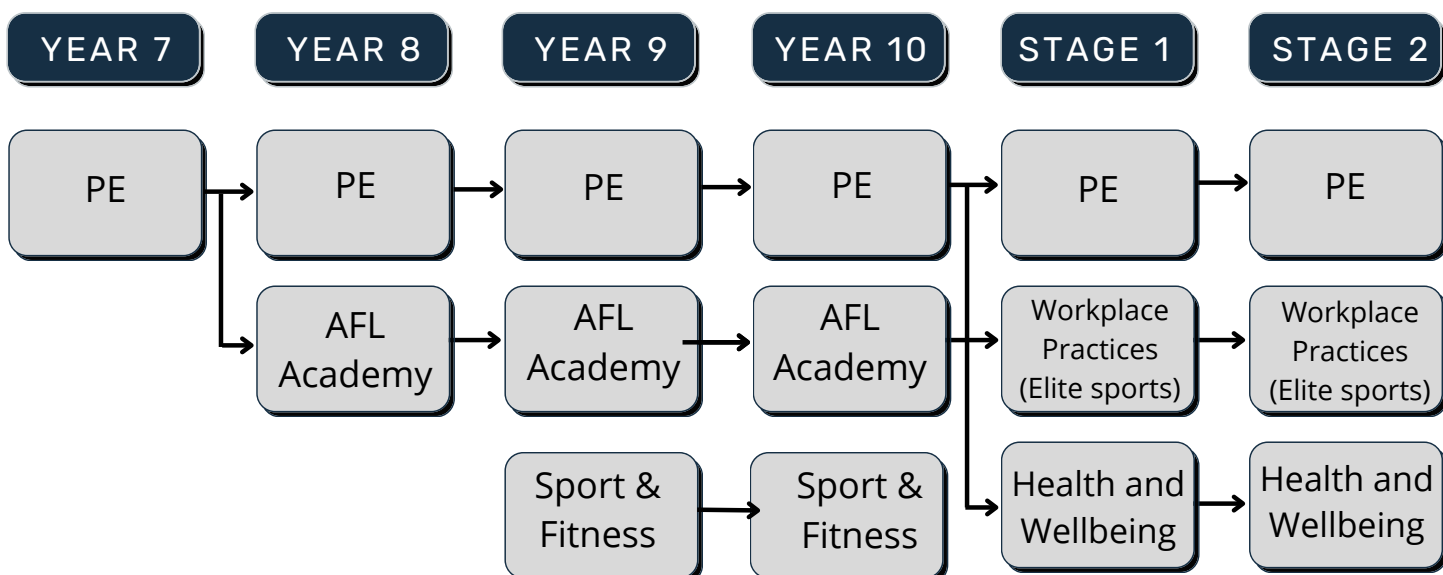 YEAR 7
YEAR 8
YEAR 9
YEAR 10
STAGE 1
STAGE 2
PE
PE
PE
PE
PE
PE
AFL
Academy
AFL
Academy
AFL
Academy
Workplace
Practices
(Elite sports)
Workplace
Practices
(Elite sports)
Sport &
Fitness
Sport &
Fitness
Health and
Wellbeing
Health and
Wellbeing